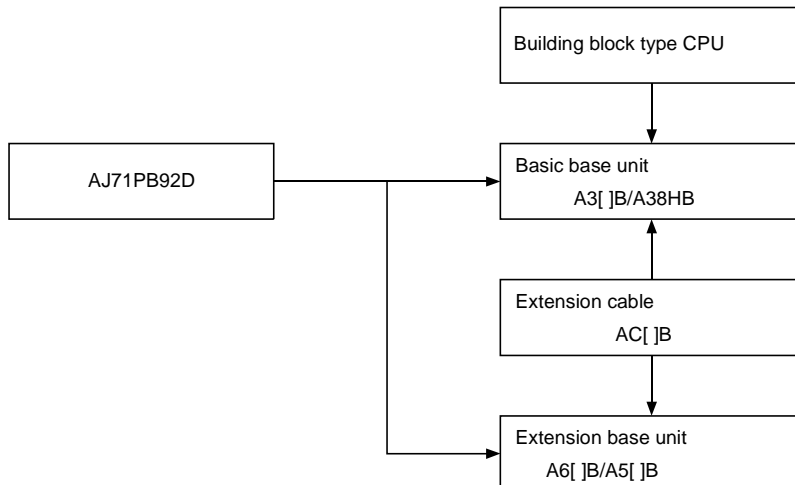 Building block type CPU
AJ71PB92D
Basic base unit
A3[ ]B/A38HB
Extension cable
AC[ ]B
Extension base unit
A6[ ]B/A5[ ]B